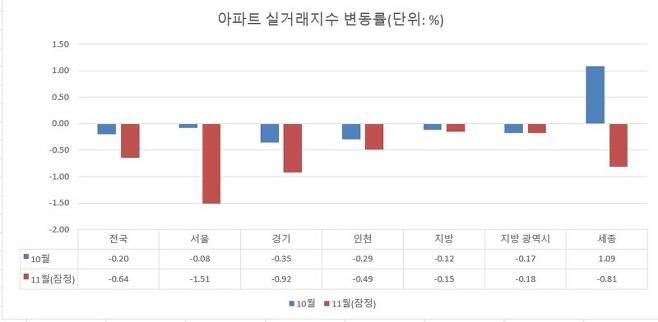 아파트 실거래지수 변동률(단위: %)
1.50
1.00
0.50
0.00
-0.50
-1.00
-1.50
-2.00
전국 서울 경기 인천 지방 지방 광역시 세종
10월 -0.20 -0.08 -0.35 -0.29 -0.12 -0.17 1.09
11월(잠정) -0.64 -1.51 -0.92 -0.49 -0.15 -0.18 -0.81
10월 11월(잠정)